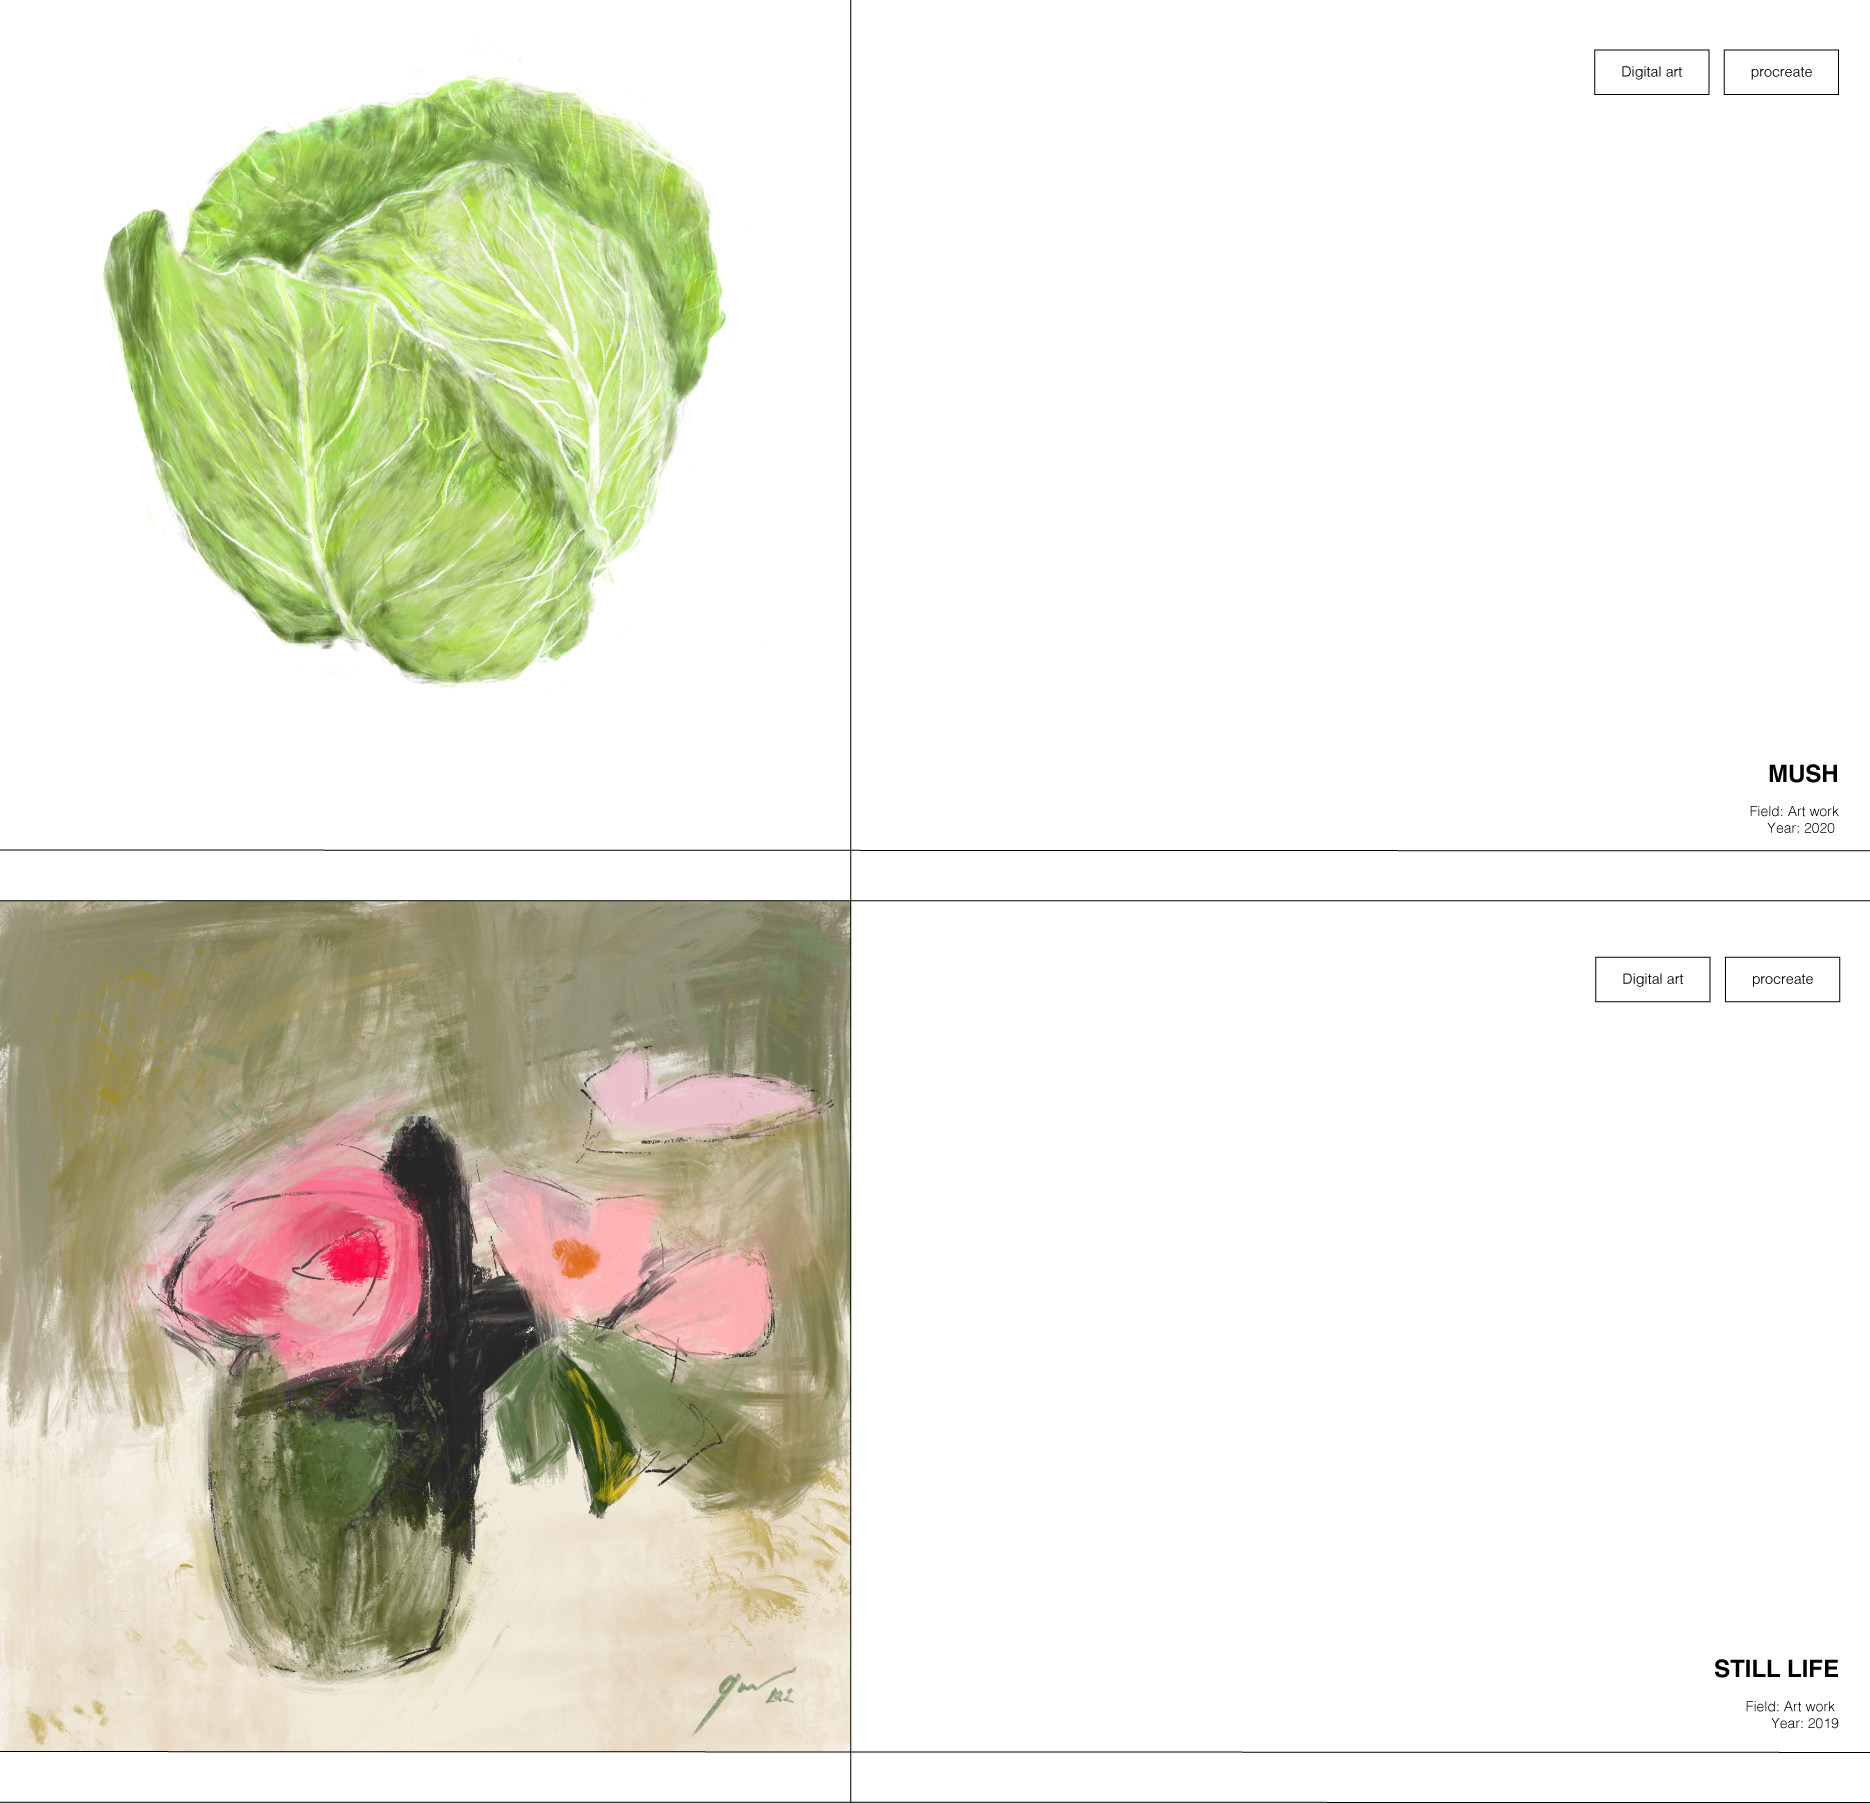 Digital art
procreate
MUSH
Field: Art work
Year: 2020
Digital art
procreate
STILL LIFE
Field: Art work
Year: 2019